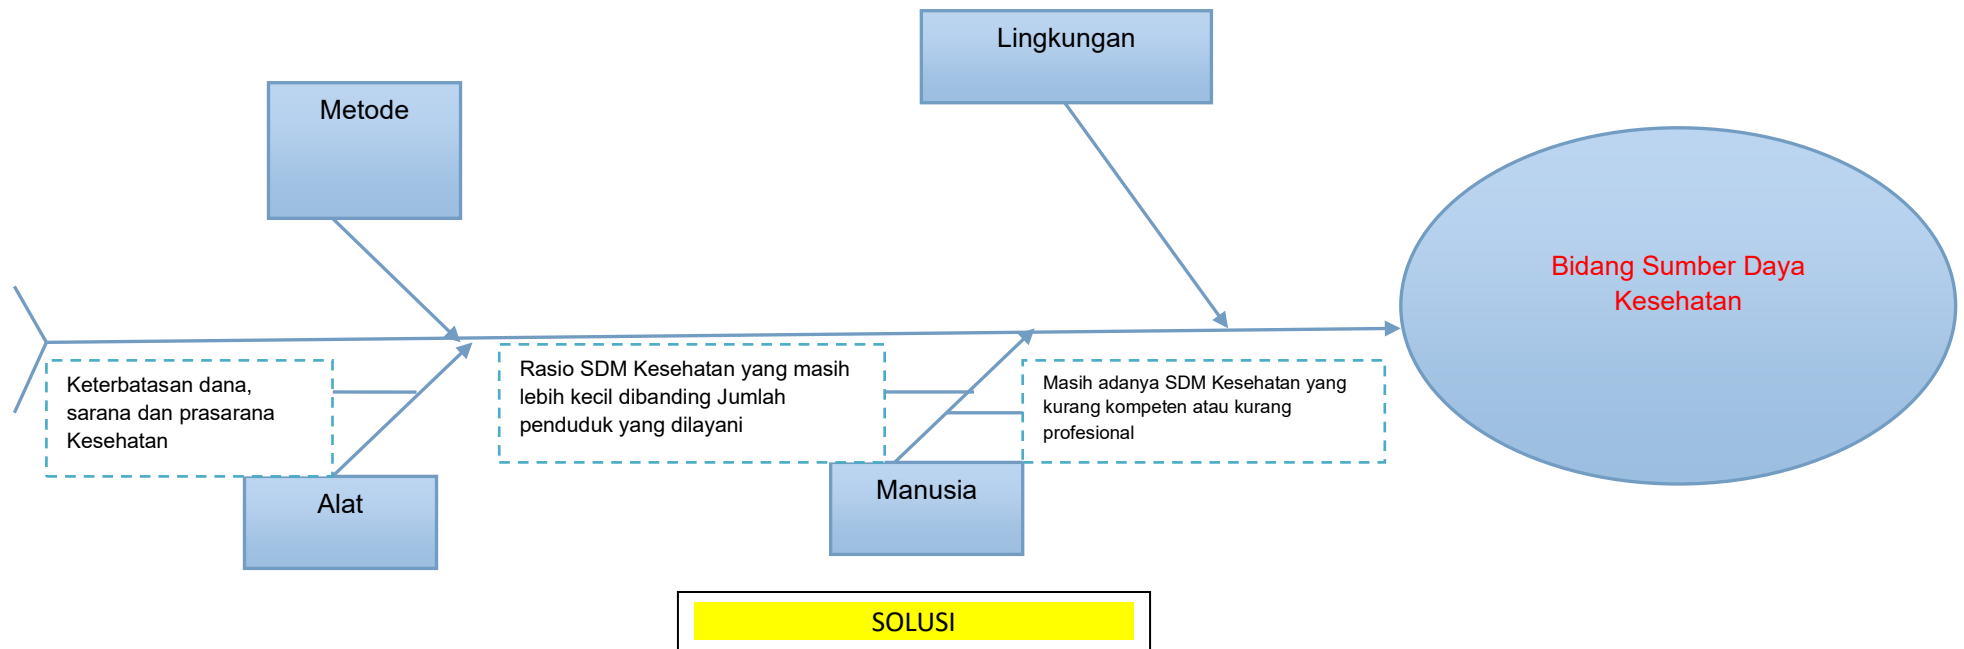 Lingkungan
Metode
Bidang Sumber Daya
Kesehatan
Keterbatasan dana,
sarana dan prasarana
Kesehatan
Rasio SDM Kesehatan yang masih
lebih kecil dibanding Jumlah
penduduk yang dilayani
Masih adanya SDM Kesehatan yang
kurang kompeten atau kurang
profesional
Alat
Manusia
SOLUSI